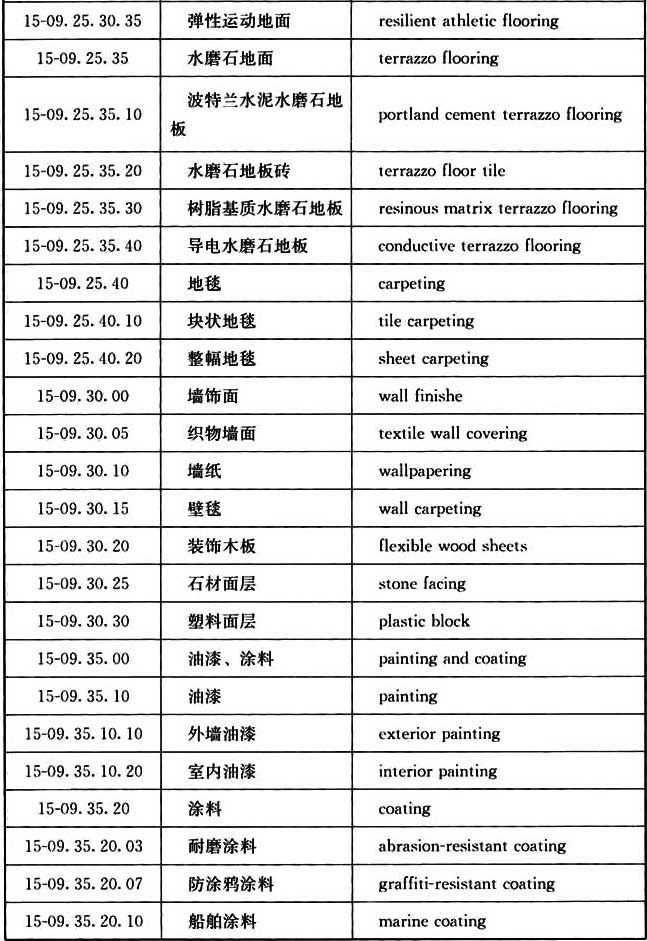 15-09.25.30.35 弹性运动地面 resilient athletic flooring
15-09.25.35 水磨石地面 terrazzo flooring
15-09.25.35.10 波特兰水泥水磨石地 portland cement terrazzo flooring
板
15-09.25.35.20 水磨石地板砖 terrazzo floor tile
15-09.25.35.30 树脂基质水磨石地板 resinous matrix terrazzo flooring
15-09.25.35.40 导电水磨石地板 conductive terrazzo flooring
15-09.25.40 地毯 carpeting
15-09.25.40.10 块状地毯 tile carpeting
15-09.25.40.20 整幅地毯 sheet carpeting
15-09.30.00 墙饰面 wall finishe
15-09.30.05 织物墙面 textile wall covering
15-09.30.10 墙纸 wallpapering
15-09.30.15 壁毯 wall carpeting
15-09.30.20 装饰木板 flexible wood sheets
15-09.30.25 石材面层 stone facing
15-09.30.30 塑料面层 plastic block
15-09.35.00 油漆、涂料 painting and coating
15-09.35.10 油漆 painting
15-09.35.10.10 外墙油漆 exterior painting
15-09.35.10.20 室内油漆 interior painting
15-09.35.20 涂料 coating
15-09.35.20.03 耐磨涂料 abrasion-resistant coating
15-09.35.20.07 防涂鸦涂料 graffiti-resistant coating
15-09.35.20.10 船舶涂料 marine coating